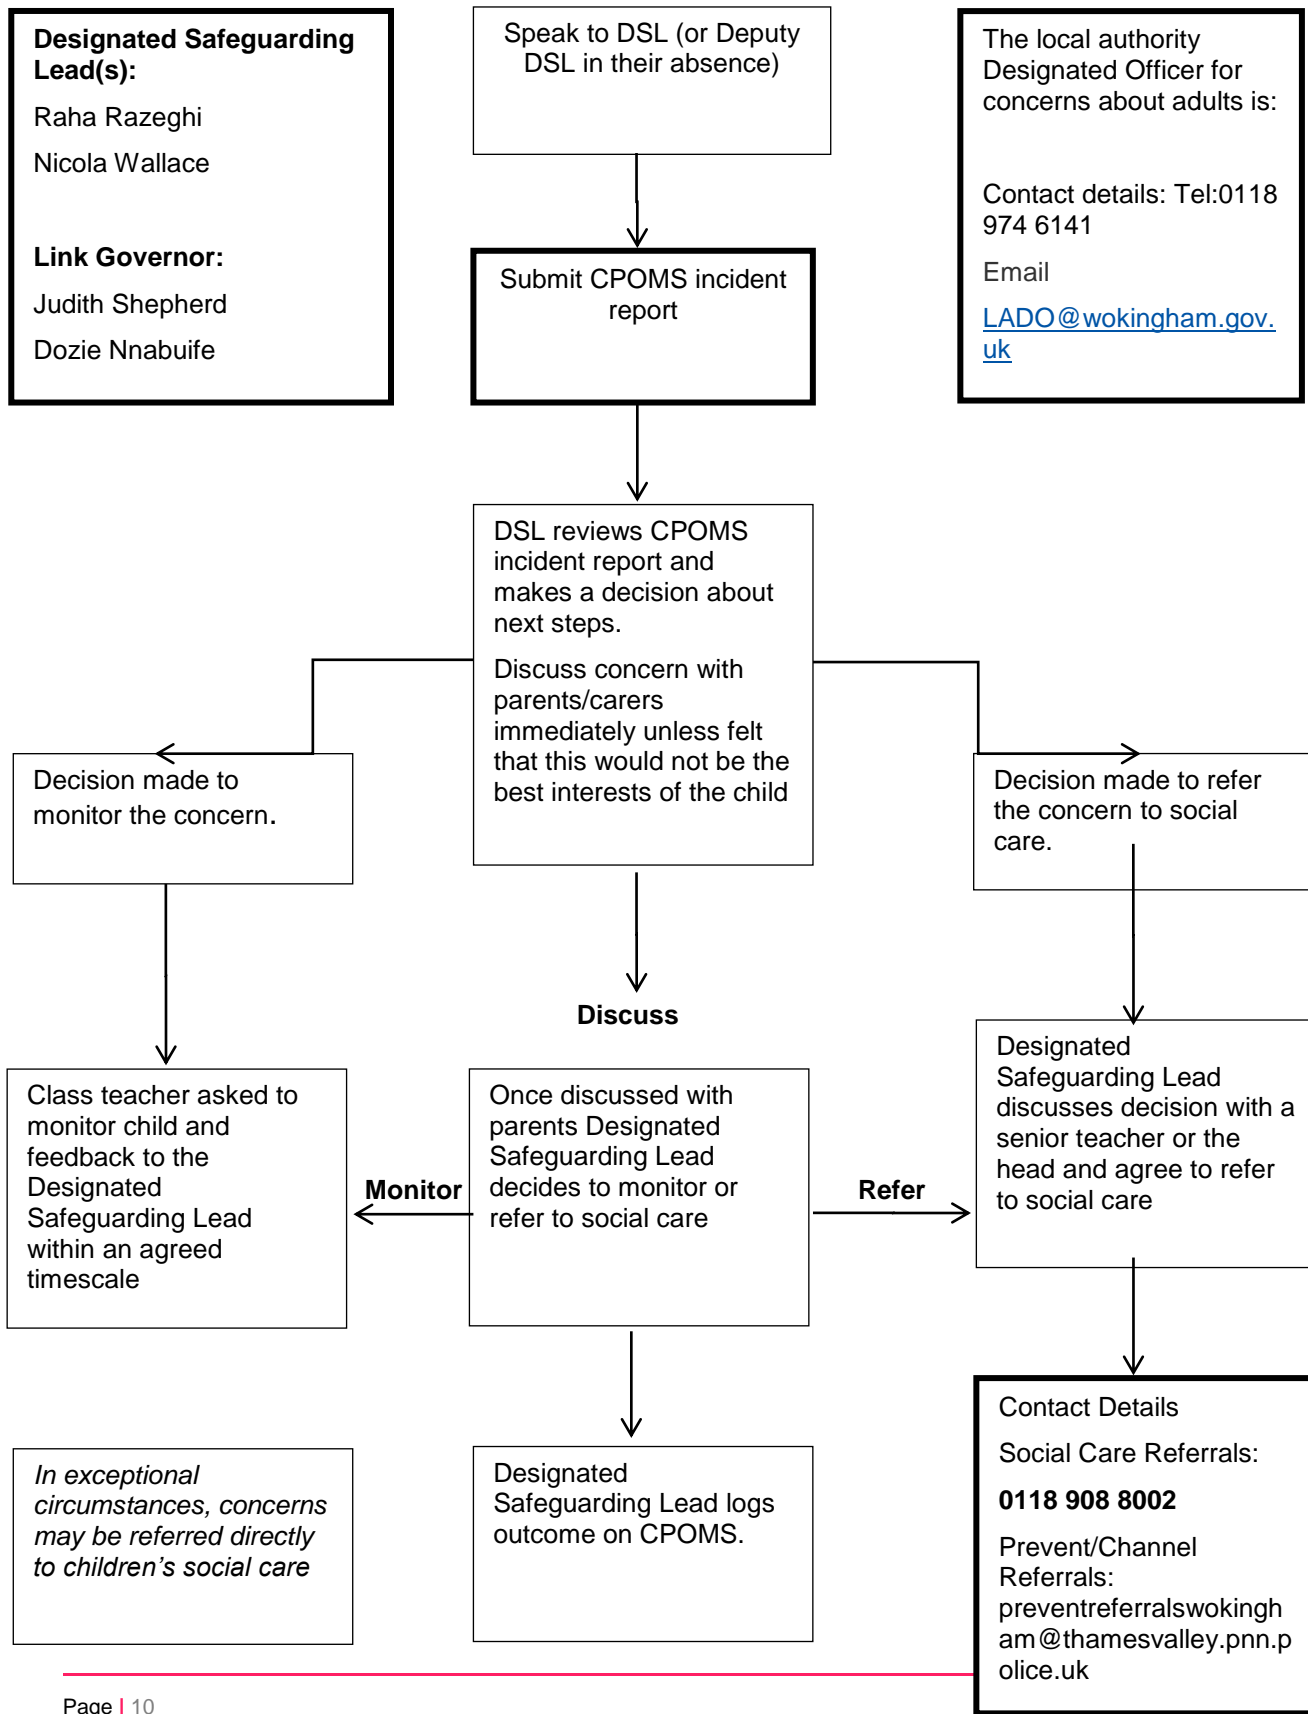 Designated Safeguarding
Lead(s):
Raha Razeghi
Nicola Wallace
Link Governor:
Judith Shepherd
Dozie Nnabuife
Speak to DSL (or Deputy
DSL in their absence)
The local authority
Designated Officer for
concerns about adults is:
Contact details: Tel:0118
974 6141
Email
LADO@wokingham.gov.
uk
Submit CPOMS incident
report
DSL reviews CPOMS
incident report and
makes a decision about
next steps.
Discuss concern with
parents/carers
immediately unless felt
that this would not be the
best interests of the child
Decision made to
monitor the concern.
Decision made to refer
the concern to social
care.
Discuss
Class teacher asked to
monitor child and
feedback to the
Designated
Safeguarding Lead
within an agreed
timescale
Monitor
Once discussed with
parents Designated
Safeguarding Lead
decides to monitor or
refer to social care
Refer
Designated
Safeguarding Lead
discusses decision with a
senior teacher or the
head and agree to refer
to social care
In exceptional
circumstances, concerns
may be referred directly
to children’s social care
Designated
Safeguarding Lead logs
outcome on CPOMS.
Contact Details
Social Care Referrals:
0118 908 8002
Prevent/Channel
Referrals:
preventreferralswokingh
am@thamesvalley.pnn.p
olice.uk
Page | 10